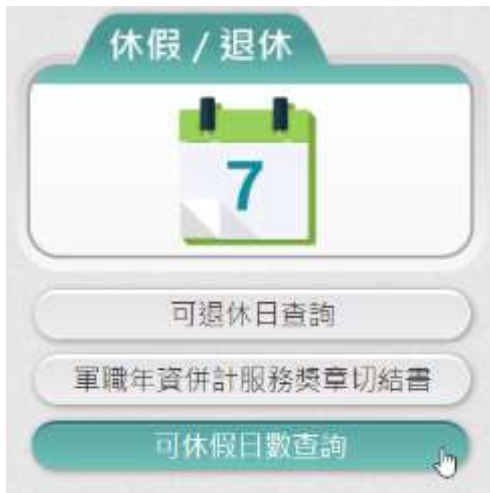 休假 / 退休
7
可退休日查詢
軍職年資併計服務獎章切結書
可休假日數查詢